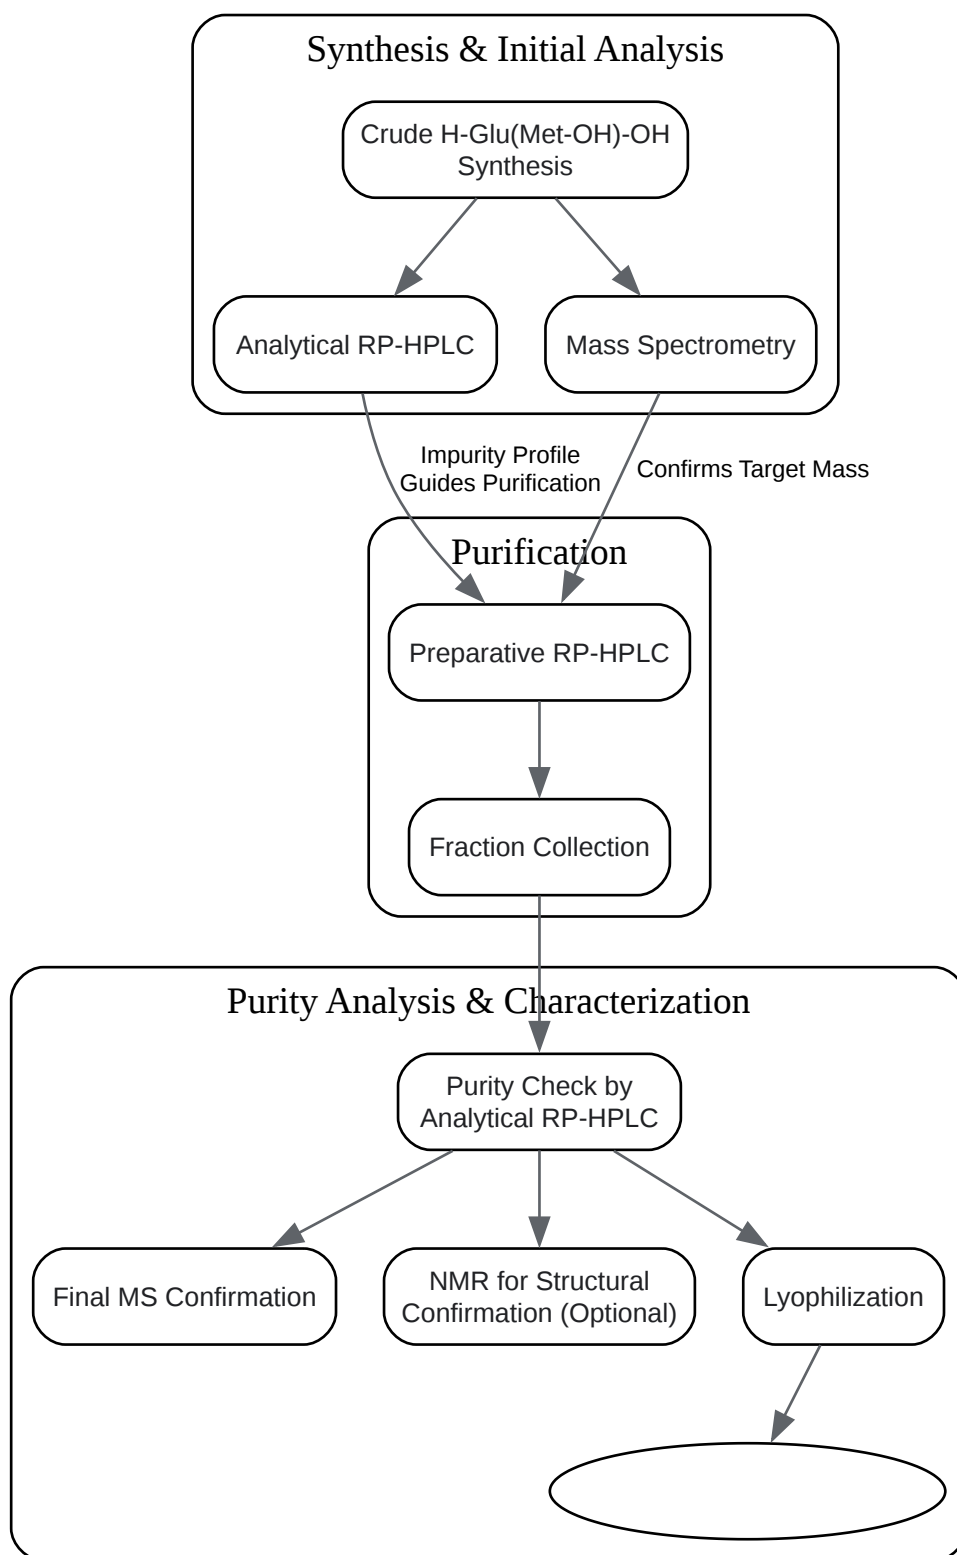 Synthesis & Initial Analysis
Crude H-Glu(Met-OH)-OH
Synthesis
Analytical RP-HPLC
Mass Spectrometry
Impurity Profile
Guides Purification
Confirms Target Mass
Purification
Preparative RP-HPLC
Fraction Collection
Purity Analysis & Characterization
Purity Check by
Analytical RP-HPLC
Final MS Confirmation
NMR for Structural
Confirmation (Optional)
Lyophilization